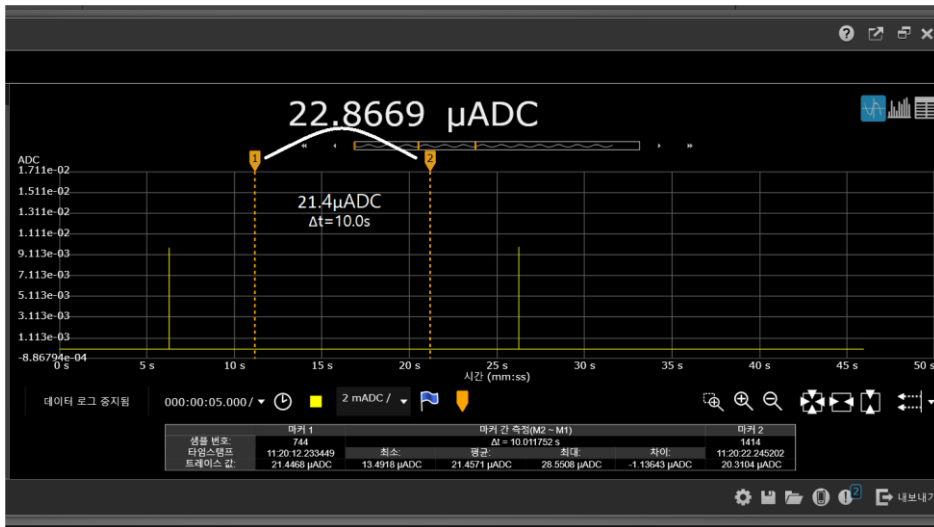 22.8669 μADC
ADC
1.711e-02
1.511e-02
1.311e-02
1.111e-02
9.113e-03
7.113e-03
5.113e-03
3.113e-03
1.113e-03
-8.86794e-04
1
2
21.4μADC
Δt=10.0s
0 s 5 s 10 s 15 s 20 s 25 s 30 s 35 s 40 s 45 s 50 s
시간 (mm:ss)
데이터 로그 중지됨 000:00:05.000/ 2 mADC /
마커 1 마커 간 측정(M2 ~ M1) 마커 2
샘플 번호: 744 Δt = 10.011752 s 1414
타임스탬프 11:20:12.233449 최소: 평균: 최대: 차이: 11:20:22.245202
트레이스 값: 21.4468 μADC 13.4918 μADC 21.4571 μADC 28.5508 μADC -1.13643 μADC 20.3104 μADC
2 내보내기